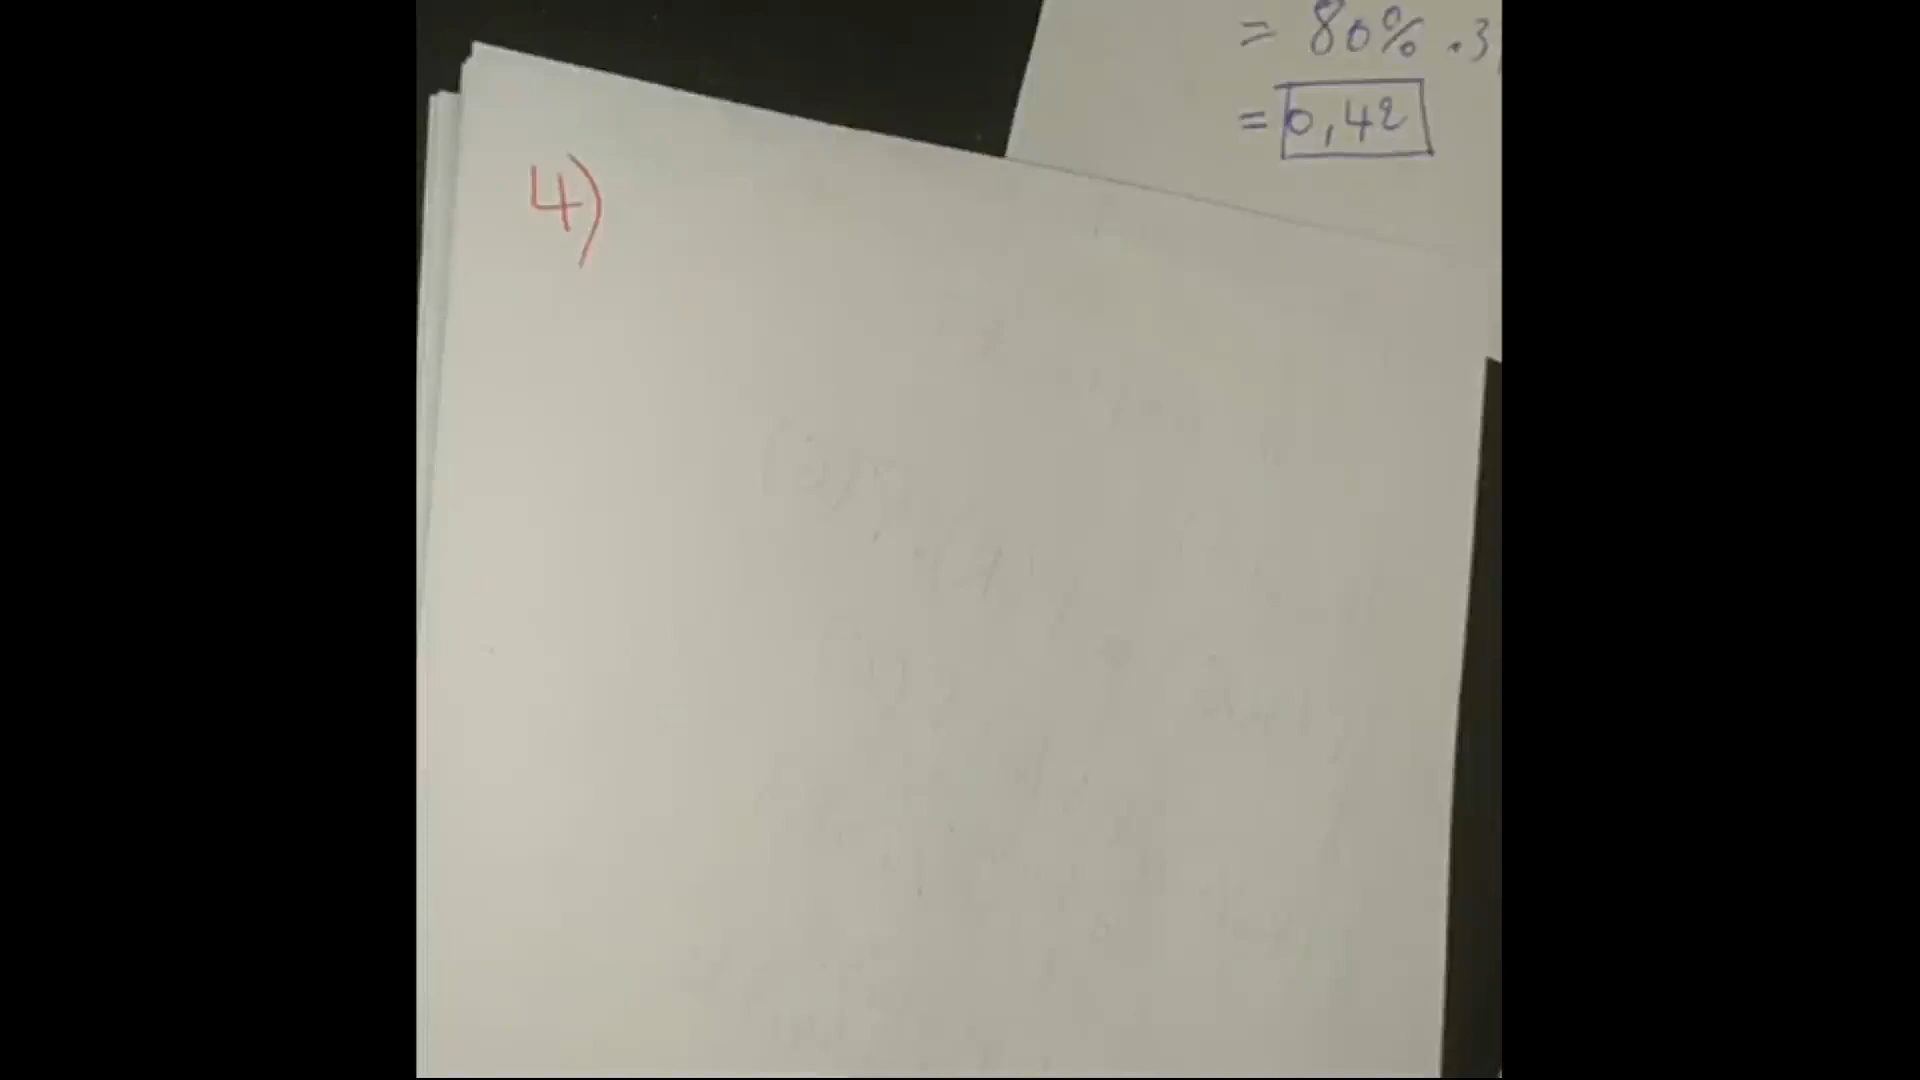 = 80% . 3
= 0,42
4)